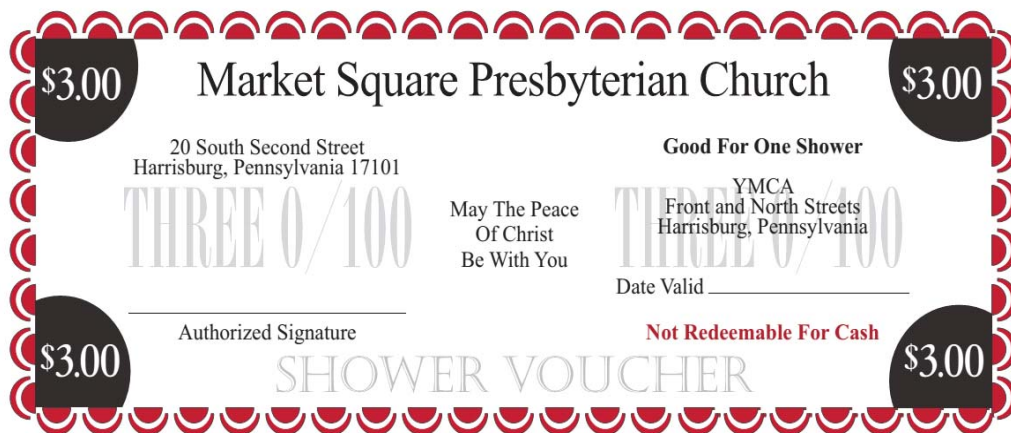 $3.00
Market Square Presbyterian Church
$3.00
20 South Second Street
Harrisburg, Pennsylvania 17101
THREE 0/100
May The Peace
Of Christ
Be With You
Good For One Shower
YMCA
Front and North Streets
Harrisburg, Pennsylvania
THREE 0/100
Date Valid
Authorized Signature
Not Redeemable For Cash
$3.00
SHOWER VOUCHER
$3.00